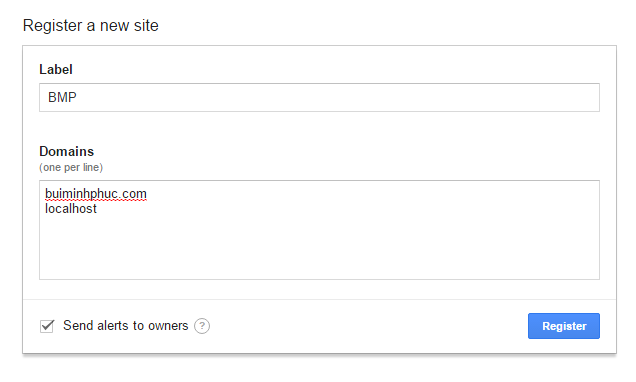 Register a new site
Label
BMP
Domains
(one per line)
buiminhphuc.com
localhost
Send alerts to owners ?
Register